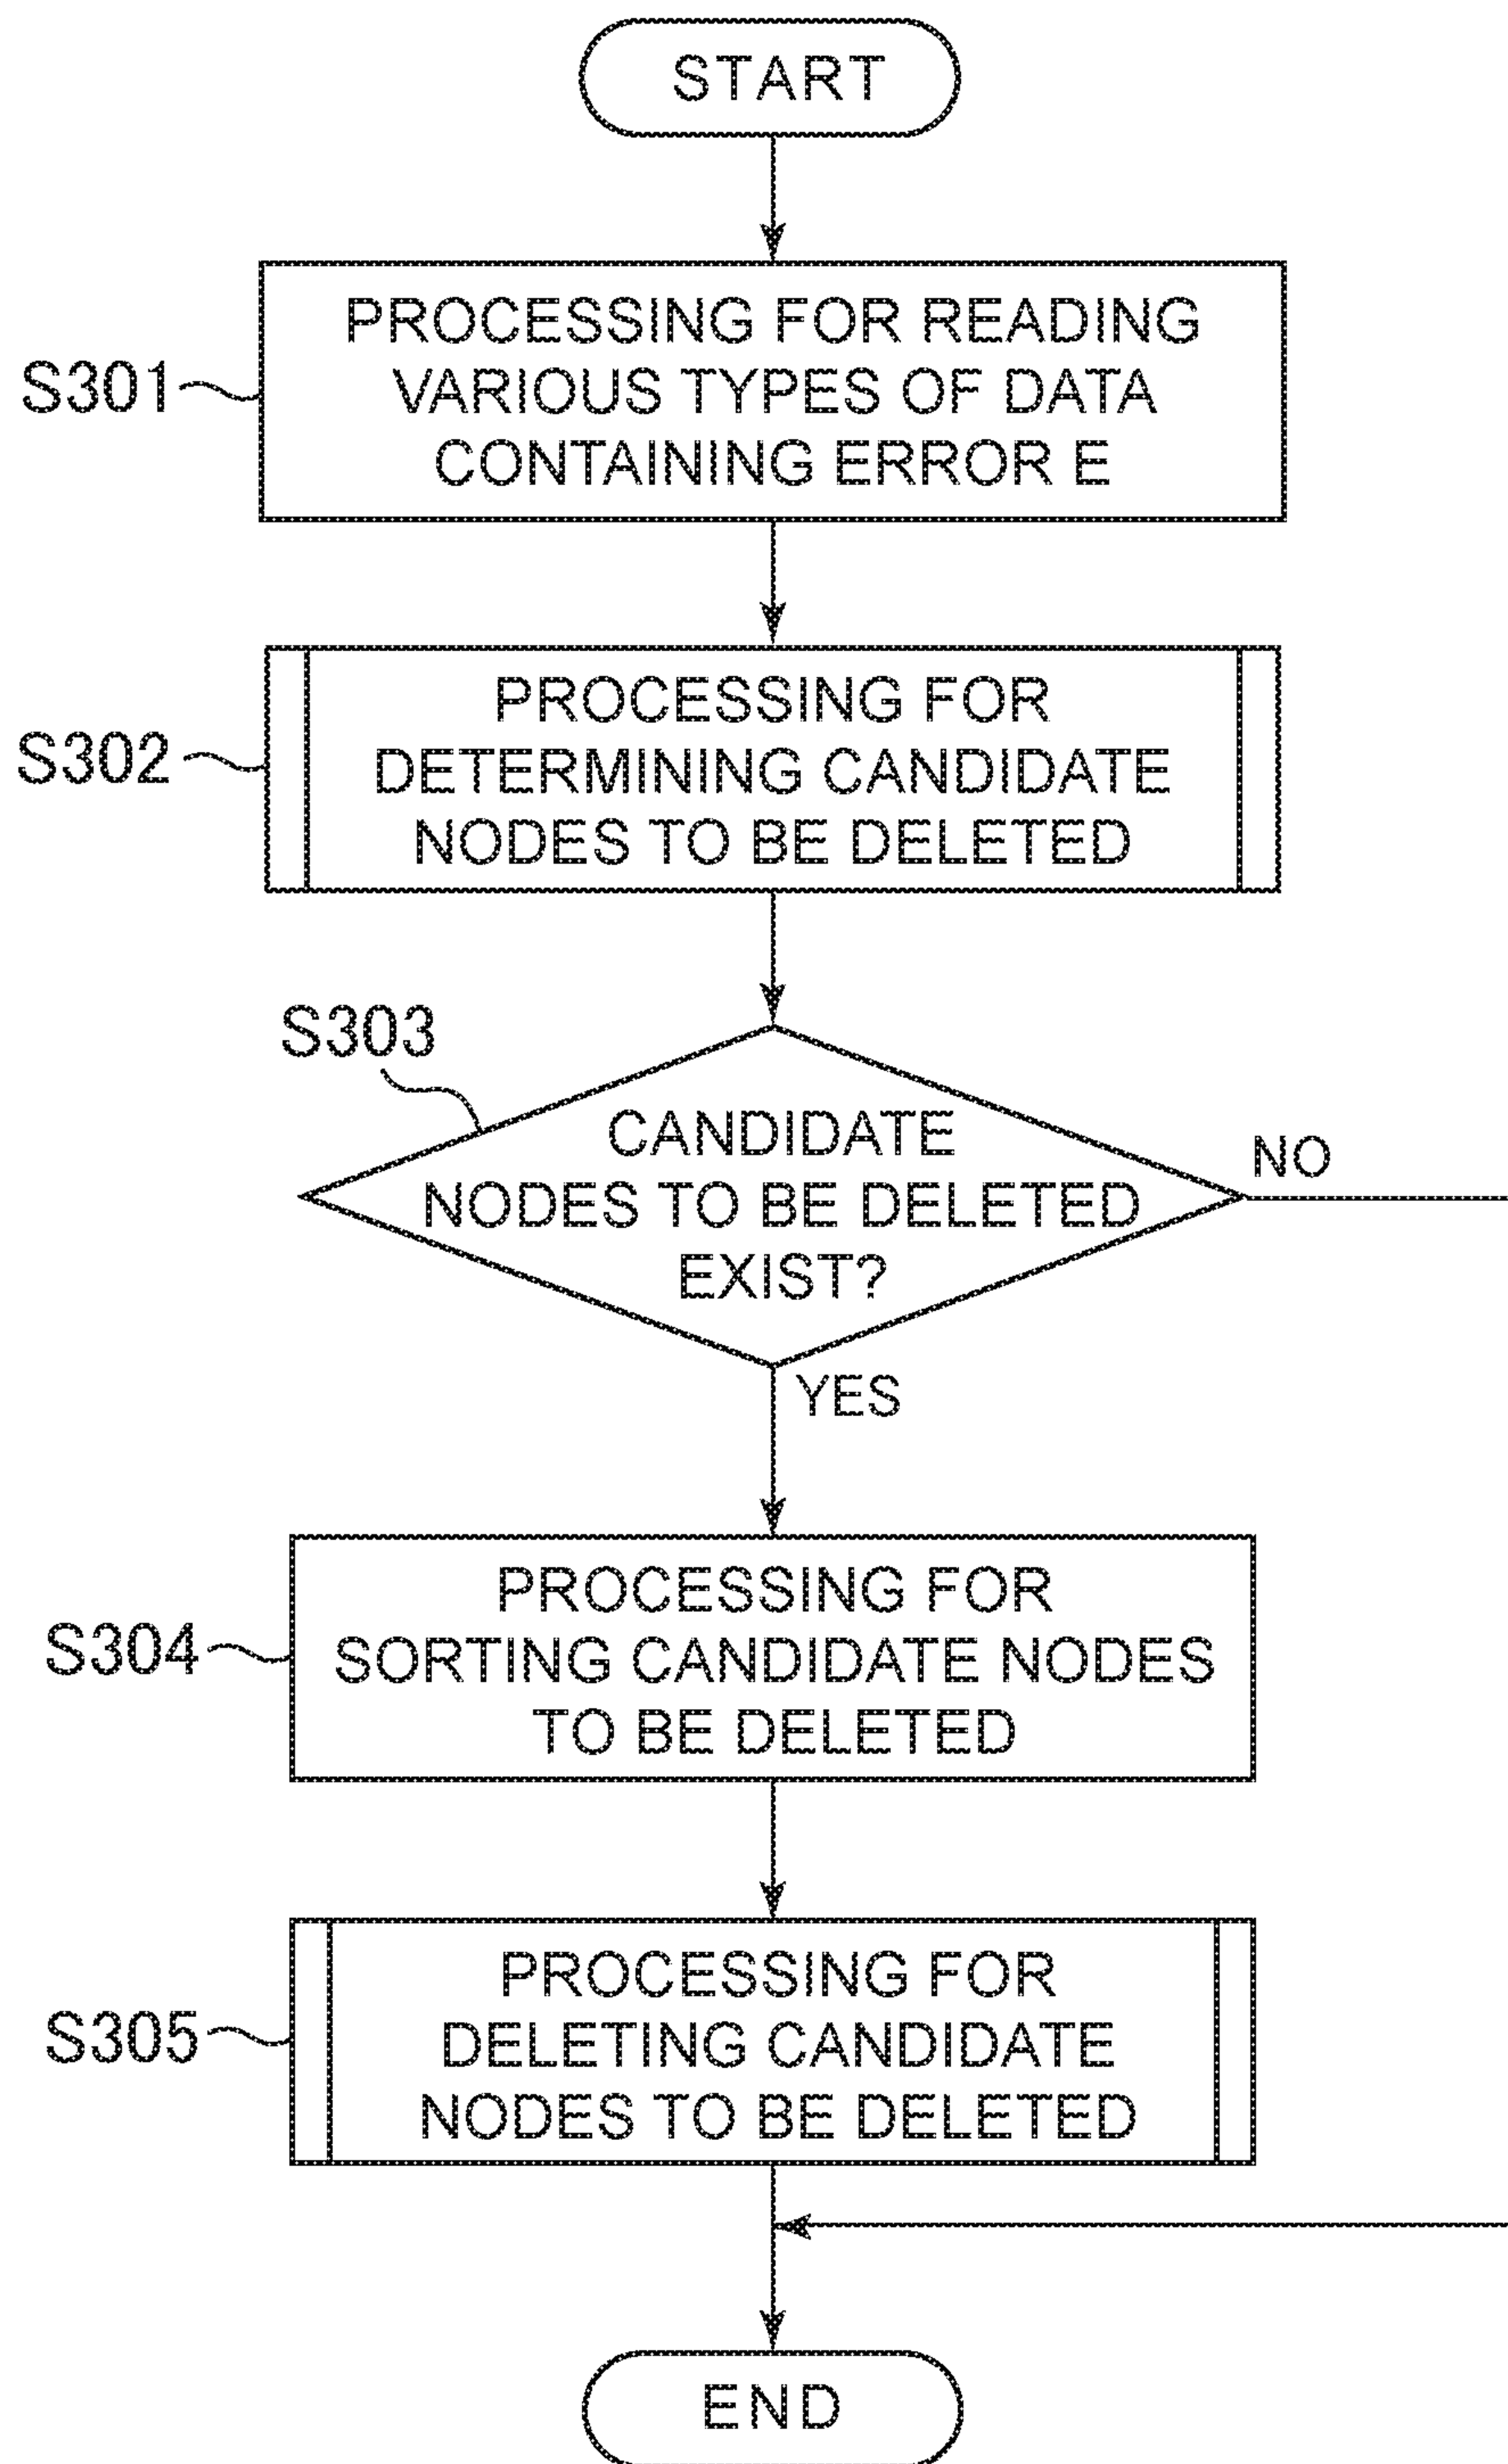 START
S301
PROCESSING FOR READING
VARIOUS TYPES OF DATA
CONTAINING ERROR E
S302
PROCESSING FOR
DETERMINING CANDIDATE
NODES TO BE DELETED
S303
CANDIDATE
NODES TO BE DELETED
EXIST?
NO
YES
S304
PROCESSING FOR
SORTING CANDIDATE NODES
TO BE DELETED
S305
PROCESSING FOR
DELETING CANDIDATE
NODES TO BE DELETED
END